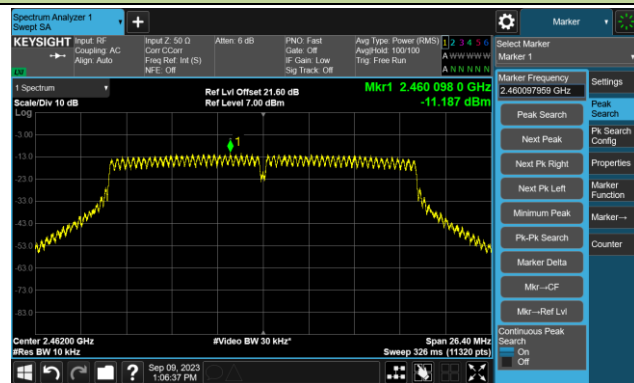 Spectrum Analyzer 1
Swept SA
Marker
KEYSIGHT
Input: RF
Coupling: AC
Align: Auto
Input Z: 50 Ω
Corr CCorr
Freq Ref: Int (S)
NFE: Off
Atten: 6 dB
PNO: Fast
Gate: Off
IF Gain: Low
Sig Track: Off
Avg Type: Power (RMS)
Avg|Hold: 100/100
Trig: Free Run
1 2 3 4 5 6
A W W W W W
A N N N N N
Select Marker
Marker 1
1 Spectrum
Scale/Div 10 dB
Log
Ref Lvl Offset 21.60 dB
Ref Level 7.00 dBm
Mkr1 2.460 098 0 GHz
-11.187 dBm
1
-3.00
-13.0
-23.0
-33.0
-43.0
-53.0
-63.0
-73.0
-83.0
Center 2.46200 GHz
#Res BW 10 kHz
#Video BW 30 kHz*
Span 26.40 MHz
Sweep 326 ms (11320 pts)
Marker Frequency
2.460097959 GHz
Peak Search
Next Peak
Next Pk Right
Next Pk Left
Minimum Peak
Pk-Pk Search
Marker Delta
Mkr→CF
Mkr→Ref Lvl
Continuous Peak
Search
On
Off
Settings
Peak
Search
Pk Search
Config
Properties
Marker
Function
Marker→
Counter
Sep 09, 2023
1:06:37 PM